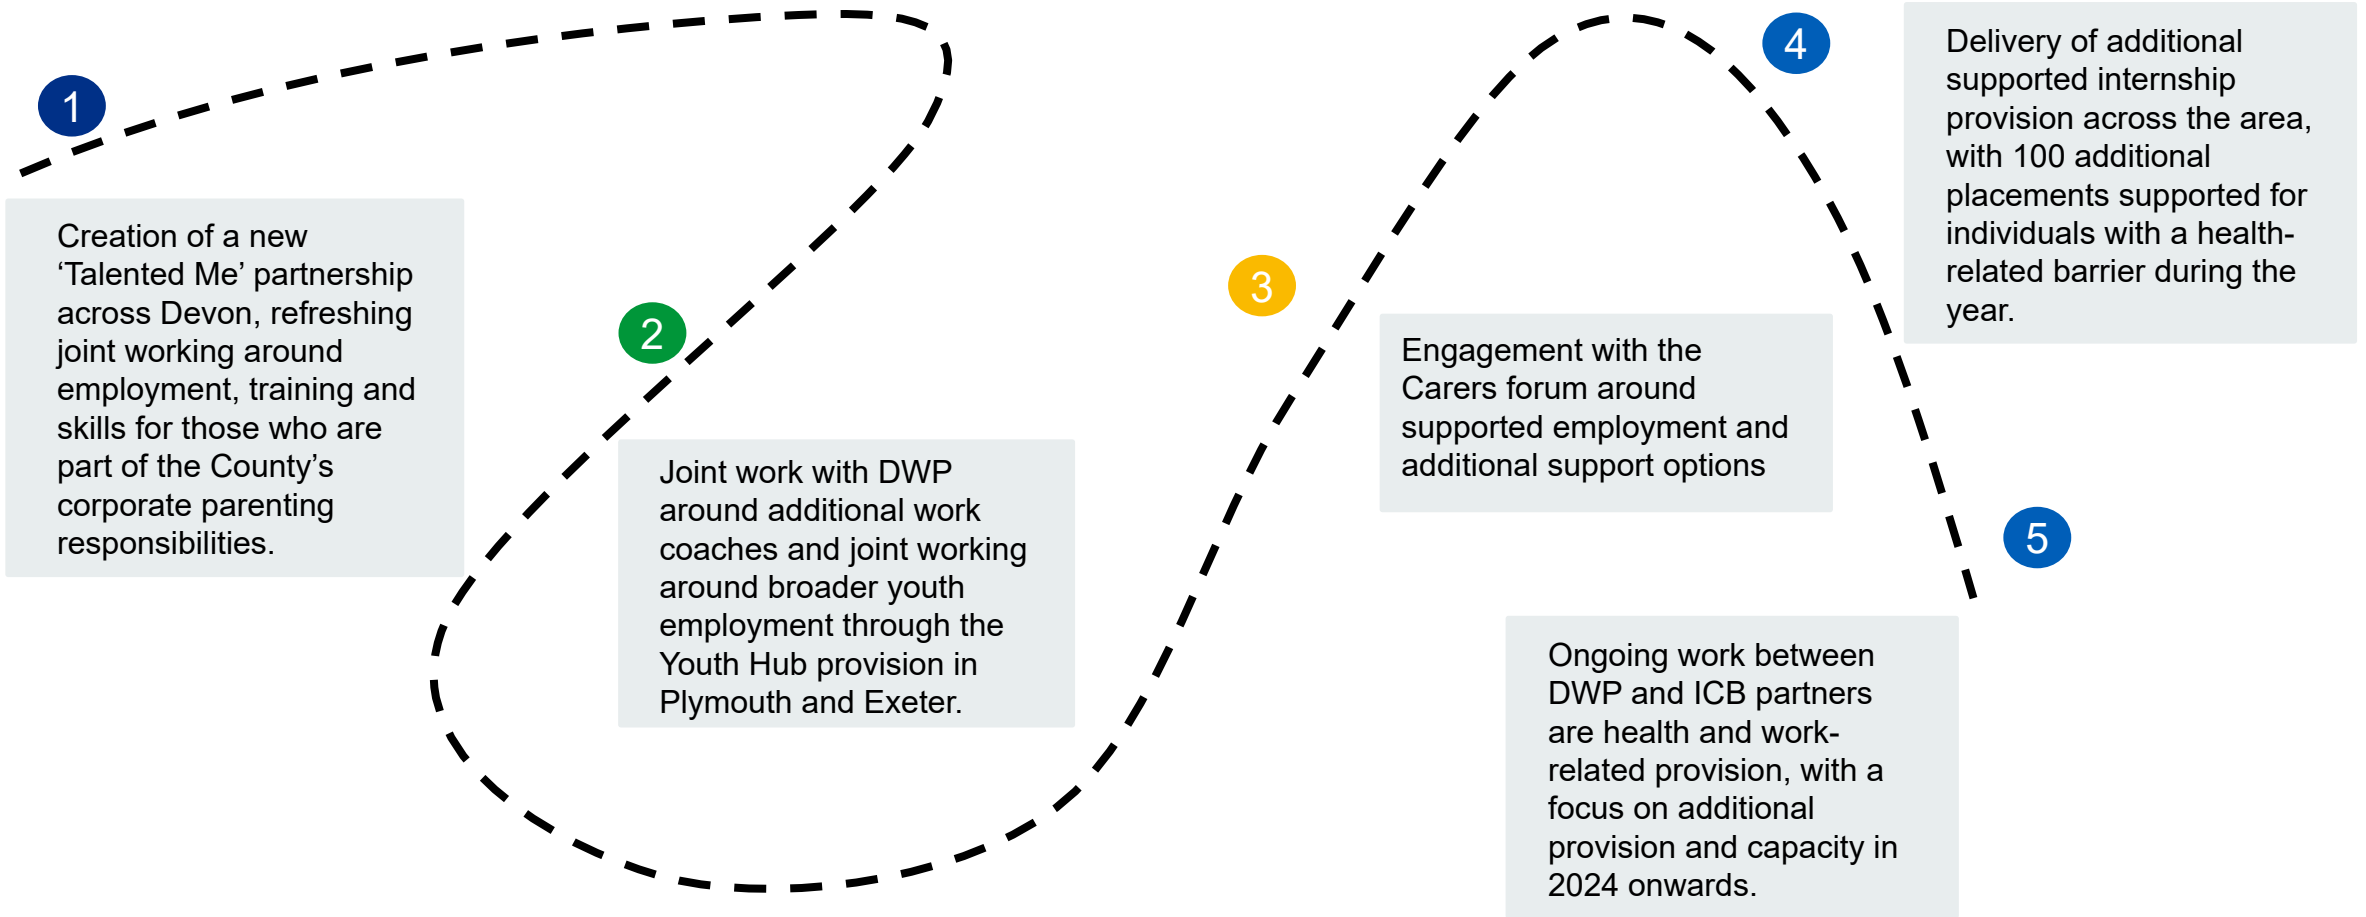 1
Creation of a new
‘Talented Me’ partnership
across Devon, refreshing
joint working around
employment, training and
skills for those who are
part of the County’s
corporate parenting
responsibilities.
2
Joint work with DWP
around additional work
coaches and joint working
around broader youth
employment through the
Youth Hub provision in
Plymouth and Exeter.
3
Engagement with the
Carers forum around
supported employment and
additional support options
4
Delivery of additional
supported internship
provision across the area,
with 100 additional
placements supported for
individuals with a health-
related barrier during the
year.
5
Ongoing work between
DWP and ICB partners
are health and work-
related provision, with a
focus on additional
provision and capacity in
2024 onwards.